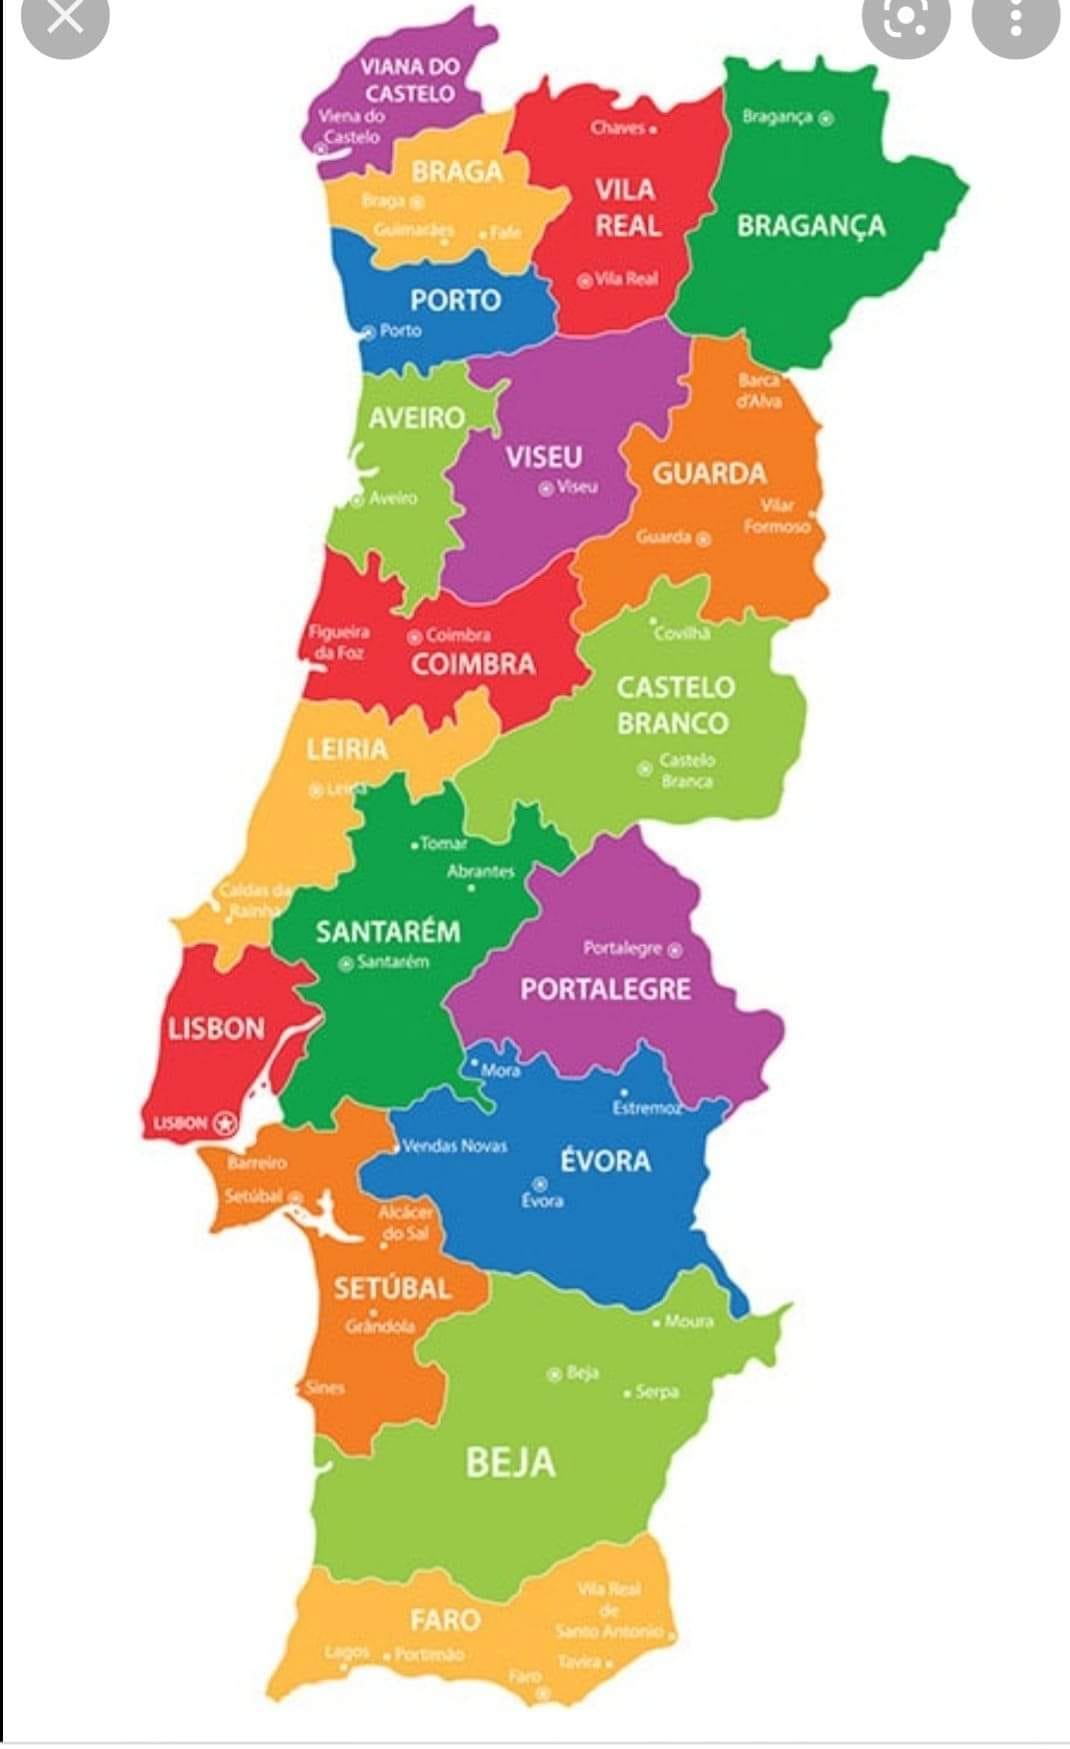 VIANA DO
CASTELO
Viena do
Castelo
BRAGA
Braga
Guimarães
Fafe
Chaves
VILA
REAL
Vila Real
Bragança
BRAGANÇA
PORTO
Porto
AVEIRO
Aveiro
VISEU
Viseu
Barca
d'Alva
GUARDA
Vilar
Formoso
Guarda
Figueira
da Foz
Coimbra
COIMBRA
Covilhã
CASTELO
BRANCO
Castelo
Branca
LEIRIA
Leiria
Caldas da
Rainha
Tomar
Abrantes
SANTARÉM
Santarém
Portalegre
PORTALEGRE
LISBON
LISBON
Mora
Estremoz
Vendas Novas
ÉVORA
Évora
Barreiro
Setúbal
Alcácer
do Sal
SETÚBAL
Grândola
Sines
Moura
Beja
Serpa
BEJA
FARO
Lagos
Portimão
Vila Real
de
Santo Antonio
Tavira
Faro